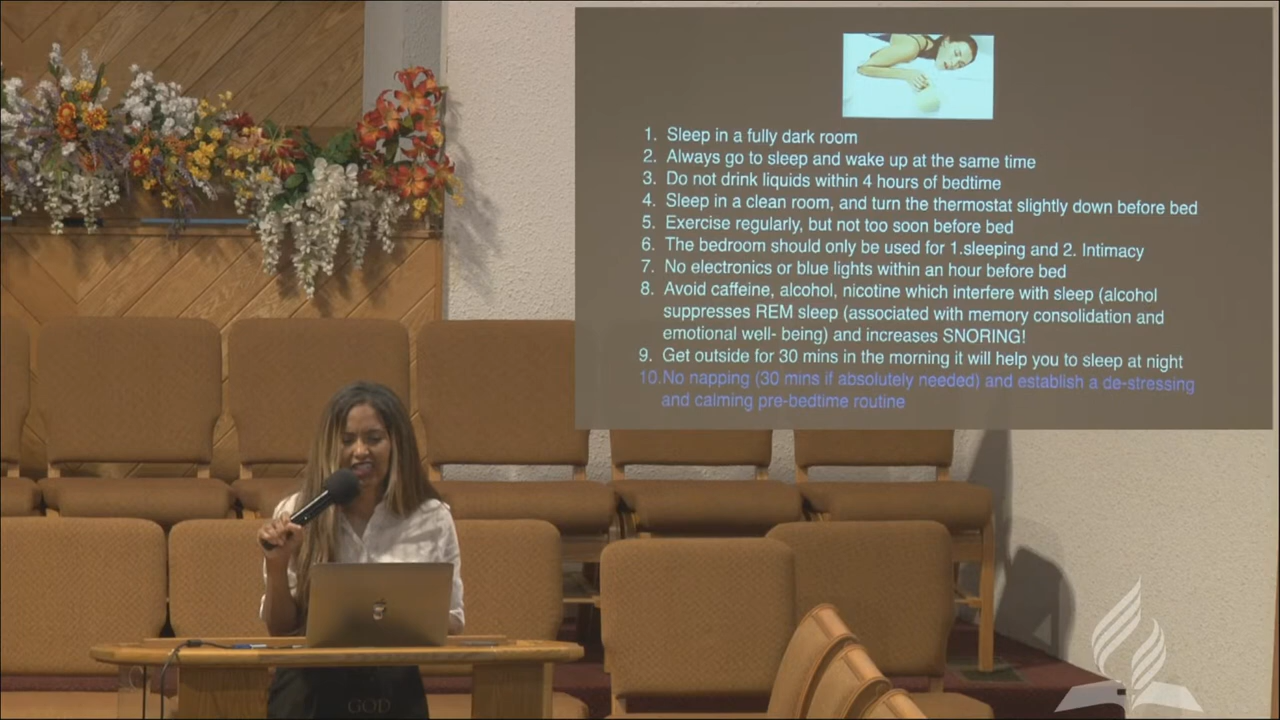 1. Sleep in a fully dark room
2. Always go to sleep and wake up at the same time
3. Do not drink liquids within 4 hours of bedtime
4. Sleep in a clean room, and turn the thermostat slightly down before bed
5. Exercise regularly, but not too soon before bed
6. The bedroom should only be used for 1.sleeping and 2. Intimacy
7. No electronics or blue lights within an hour before bed
8. Avoid caffeine, alcohol, nicotine which interfere with sleep (alcohol
suppresses REM sleep (associated with memory consolidation and
emotional well- being) and increases SNORING!
9. Get outside for 30 mins in the morning it will help you to sleep at night
10.No napping (30 mins if absolutely needed) and establish a de-stressing
and calming pre-bedtime routine
GOD